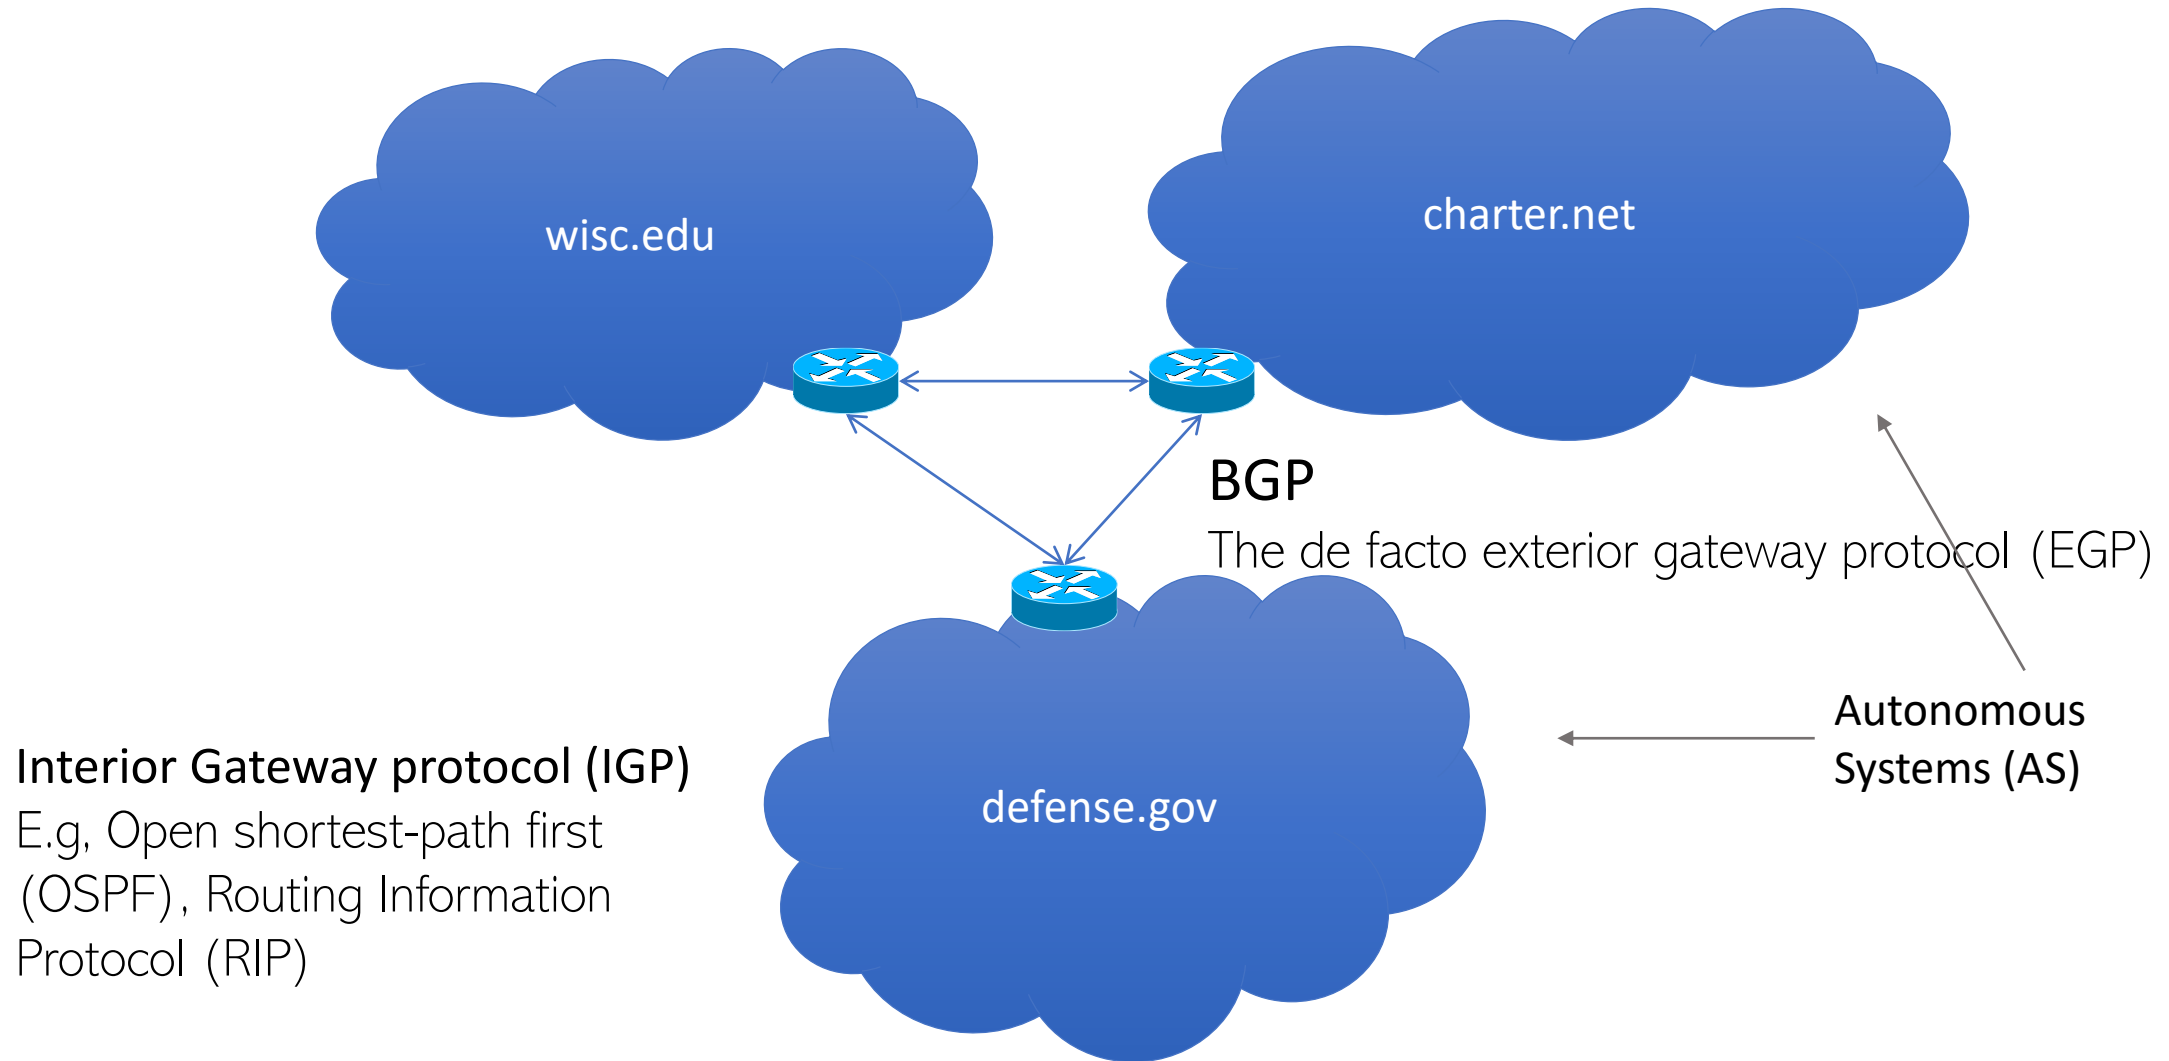 wisc.edu
charter.net
BGP
The de facto exterior gateway protocol (EGP)
Autonomous
Systems (AS)
Interior Gateway protocol (IGP)
E.g, Open shortest-path first
(OSPF), Routing Information
Protocol (RIP)
defense.gov